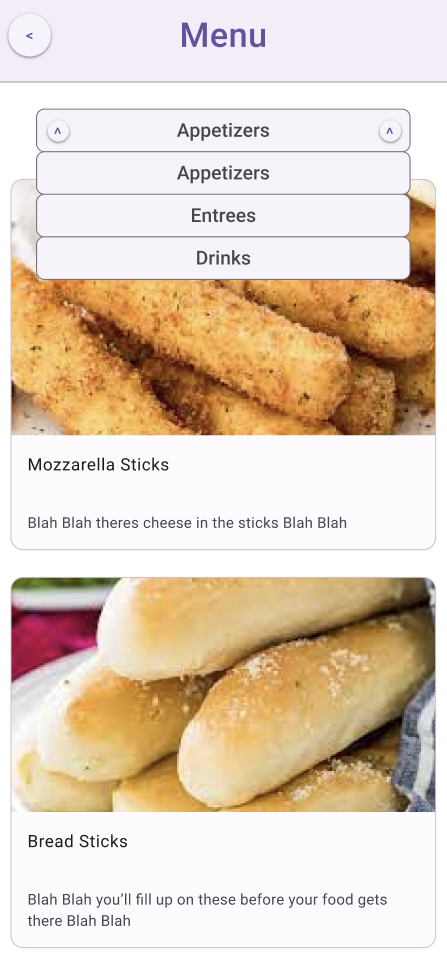 <
Menu
^ Appetizers ^
Appetizers
Entrees
Drinks
Mozzarella Sticks
Blah Blah theres cheese in the sticks Blah Blah
Bread Sticks
Blah Blah you’ll fill up on these before your food gets
there Blah Blah